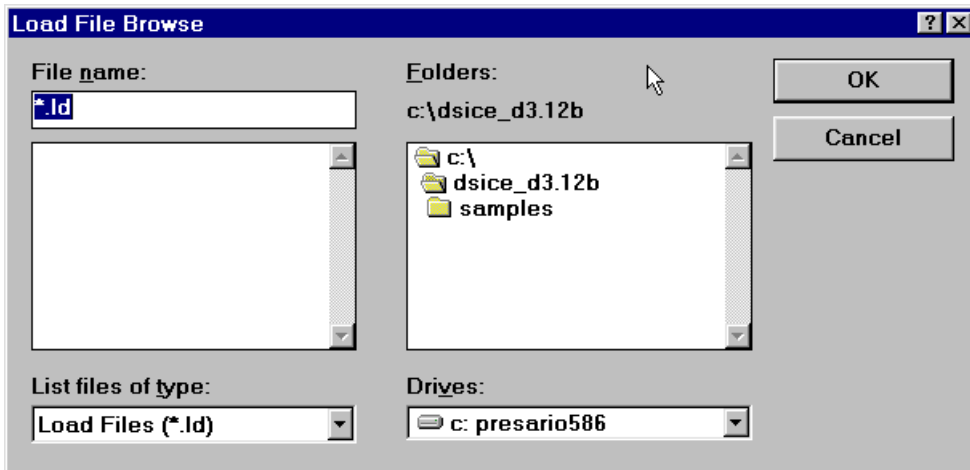 Load File Browse
File name:
*.ld
Folders:
c:\dsice_d3.12b
OK
Cancel
c:\
dsice_d3.12b
samples
List files of type:
Load Files (*.ld)
Drives:
c: presario586